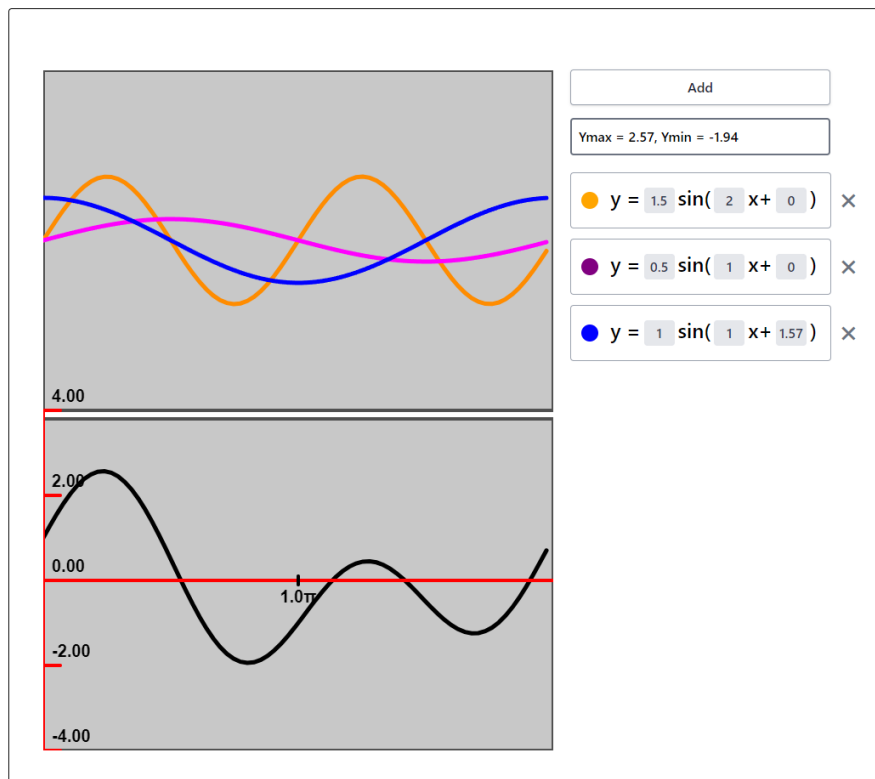 Add
Ymax = 2.57, Ymin = -1.94
y = 1.5 sin( 2 x+ 0 ) ✕
y = 0.5 sin( 1 x+ 0 ) ✕
y = 1 sin( 1 x+ 1.57 ) ✕
4.00
2.00
0.00
1.0π
-2.00
-4.00